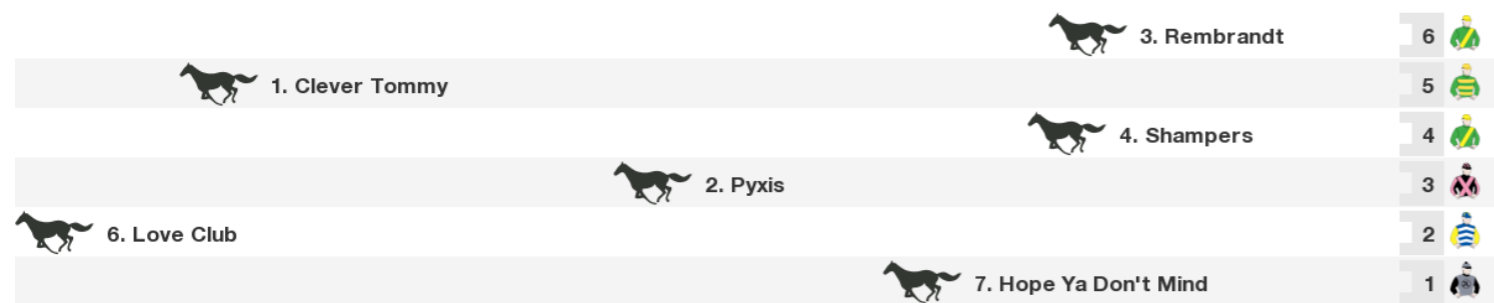 3. Rembrandt 6
1. Clever Tommy 5
4. Shampers 4
2. Pyxis 3
6. Love Club 2
7. Hope Ya Don't Mind 1